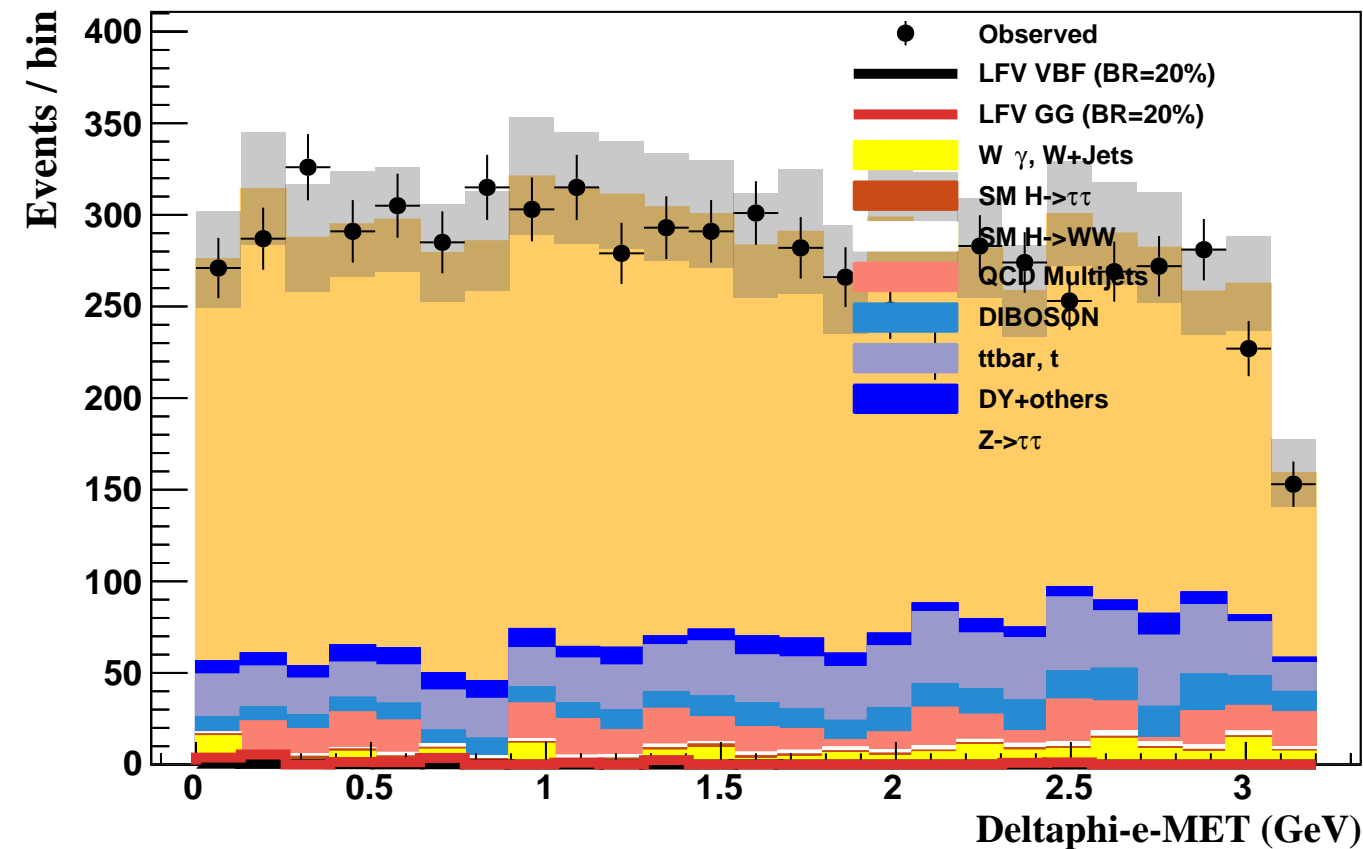 Events / bin
400
350
300
250
200
150
100
50
0
Observed
LFV VBF (BR=20%)
LFV GG (BR=20%)
W γ, W+Jets
SM H->ττ
SM H->WW
QCD Multijets
DIBOSON
ttbar, t
DY+others
Z->ττ
0 0.5 1 1.5 2 2.5 3
Deltaphi-e-MET (GeV)